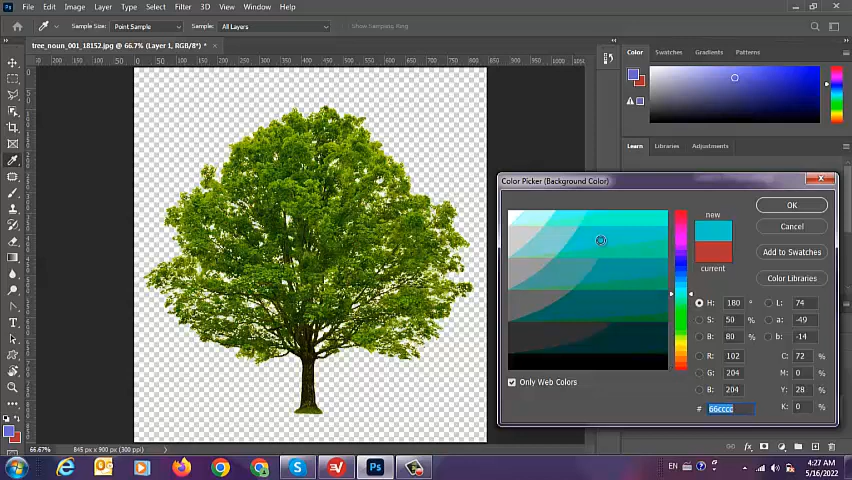 File Edit Image Layer Type Select Filter 3D View Window Help
Sample Size: Point Sample Sample: All Layers Show Sampling Ring
tree_noun_001_18152.jpg @ 66.7% (Layer 1, RGB/8*) * ×
Color Swatches Gradients Patterns
Learn Libraries Adjustments
Color Picker (Background Color)
new
current
OK
Cancel
Add to Swatches
Color Libraries
H: 180 ° L: 74
S: 50 % a: -49
B: 80 % b: -14
R: 102 C: 72 %
G: 204 M: 0 %
B: 204 Y: 28 %
# 66cccc K: 0 %
Only Web Colors
66.67% 845 px x 900 px (300 ppi)
EN 4:27 AM
5/16/2022